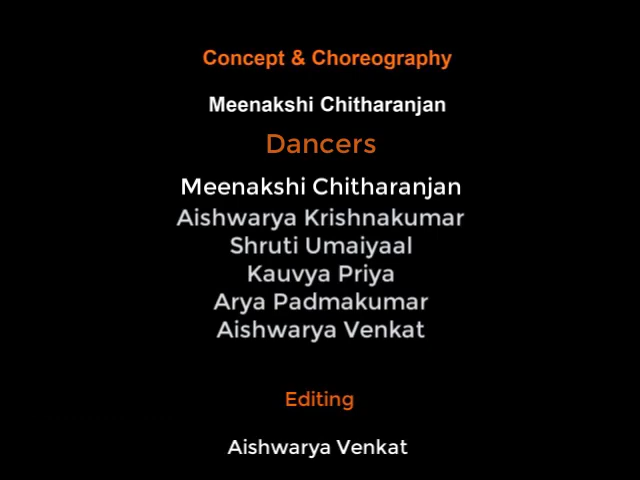 Concept & Choreography
Meenakshi Chitharanjan
Dancers
Meenakshi Chitharanjan
Aishwarya Krishnakumar
Shruti Umaiyaal
Kauvya Priya
Arya Padmakumar
Aishwarya Venkat
Editing
Aishwarya Venkat